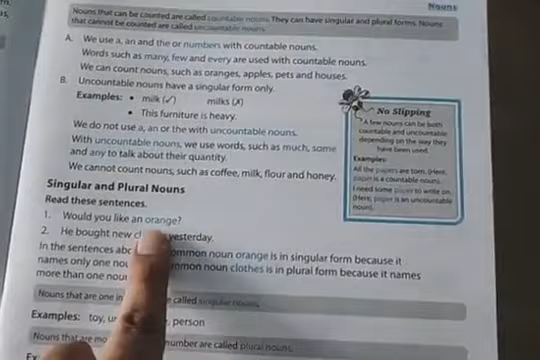 Nouns
Nouns that can be counted are called countable nouns. They can have singular and plural forms. Nouns
that cannot be counted are called uncountable nouns.
A. We use a, an and the or numbers with countable nouns.
Words such as many, few and every are used with countable nouns.
We can count nouns, such as oranges, apples, pets and houses.
B. Uncountable nouns have a singular form only.
Examples: • milk (✓) milks (X)
• This furniture is heavy.
We do not use a, an or the with uncountable nouns.
With uncountable nouns, we use words, such as much, some
and any to talk about their quantity.
We cannot count nouns, such as coffee, milk, flour and honey.
No Slipping
A few nouns can be both
countable and uncountable
depending on the way they
have been used.
Examples:
All the papers are torn. (Here,
paper is a countable noun.)
I need some paper to write on.
(Here, paper is an uncountable
noun.)
Singular and Plural Nouns
Read these sentences.
1. Would you like an orange?
2. He bought new yesterday.
In the sentences common noun orange is in singular form because it
names only one common noun clothes is in plural form because it names
more than one
Nouns that are one in called singular nouns.
Examples: toy, person
Nouns that are number are called plural nouns.